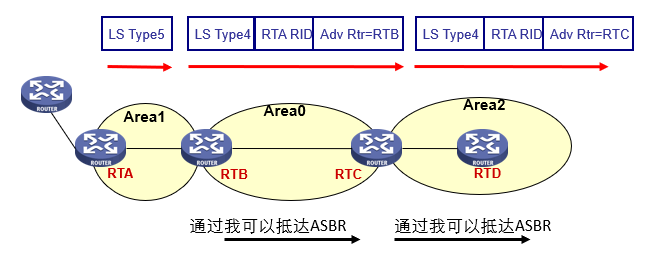 LS Type5
LS Type4 RTA RID Adv Rtr=RTB
LS Type4 RTA RID Adv Rtr=RTC
ROUTER
Area1
Area0
Area2
ROUTER
ROUTER
ROUTER
ROUTER
RTA
RTB
RTC
RTD
通过我可以抵达ASBR
通过我可以抵达ASBR